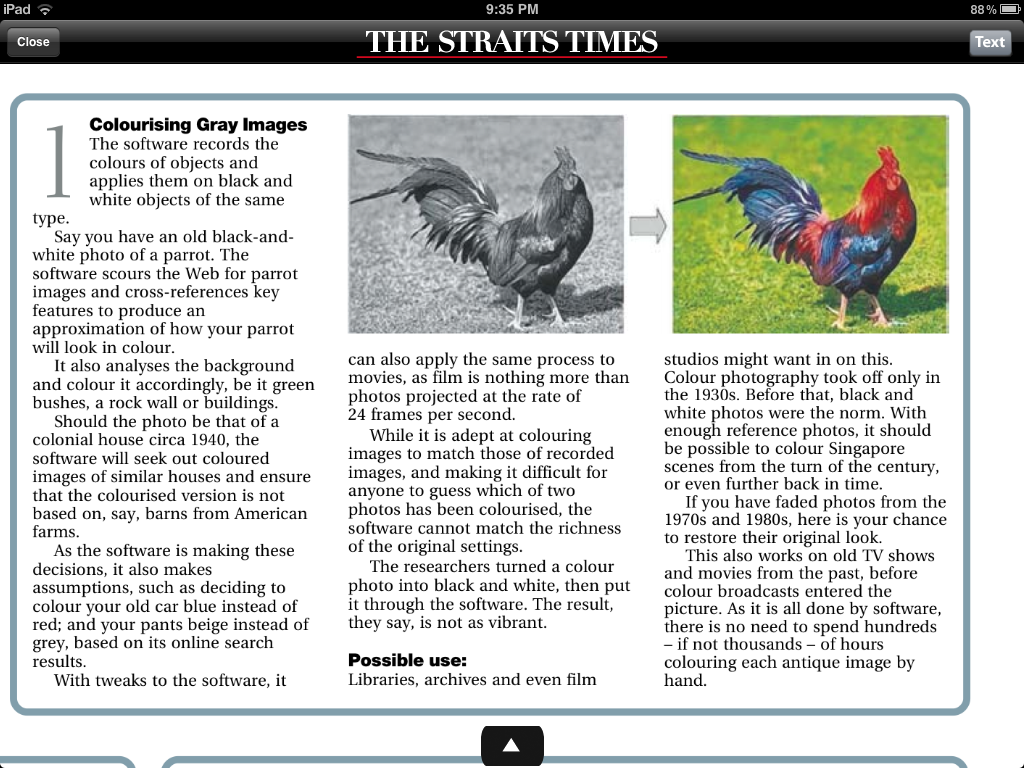 iPad
9:35 PM
88%
Close
THE STRAITS TIMES
Text
1
Colourising Gray Images
The software records the
colours of objects and
applies them on black and
white objects of the same
type.
Say you have an old black-and-
white photo of a parrot. The
software scours the Web for parrot
images and cross-references key
features to produce an
approximation of how your parrot
will look in colour.
It also analyses the background
and colour it accordingly, be it green
bushes, a rock wall or buildings.
Should the photo be that of a
colonial house circa 1940, the
software will seek out coloured
images of similar houses and ensure
that the colourised version is not
based on, say, barns from American
farms.
As the software is making these
decisions, it also makes
assumptions, such as deciding to
colour your old car blue instead of
red; and your pants beige instead of
grey, based on its online search
results.
With tweaks to the software, it
can also apply the same process to
movies, as film is nothing more than
photos projected at the rate of
24 frames per second.
While it is adept at colouring
images to match those of recorded
images, and making it difficult for
anyone to guess which of two
photos has been colourised, the
software cannot match the richness
of the original settings.
The researchers turned a colour
photo into black and white, then put
it through the software. The result,
they say, is not as vibrant.
Possible use:
Libraries, archives and even film
studios might want in on this.
Colour photography took off only in
the 1930s. Before that, black and
white photos were the norm. With
enough reference photos, it should
be possible to colour Singapore
scenes from the turn of the century,
or even further back in time.
If you have faded photos from the
1970s and 1980s, here is your chance
to restore their original look.
This also works on old TV shows
and movies from the past, before
colour broadcasts entered the
picture. As it is all done by software,
there is no need to spend hundreds
– if not thousands – of hours
colouring each antique image by
hand.